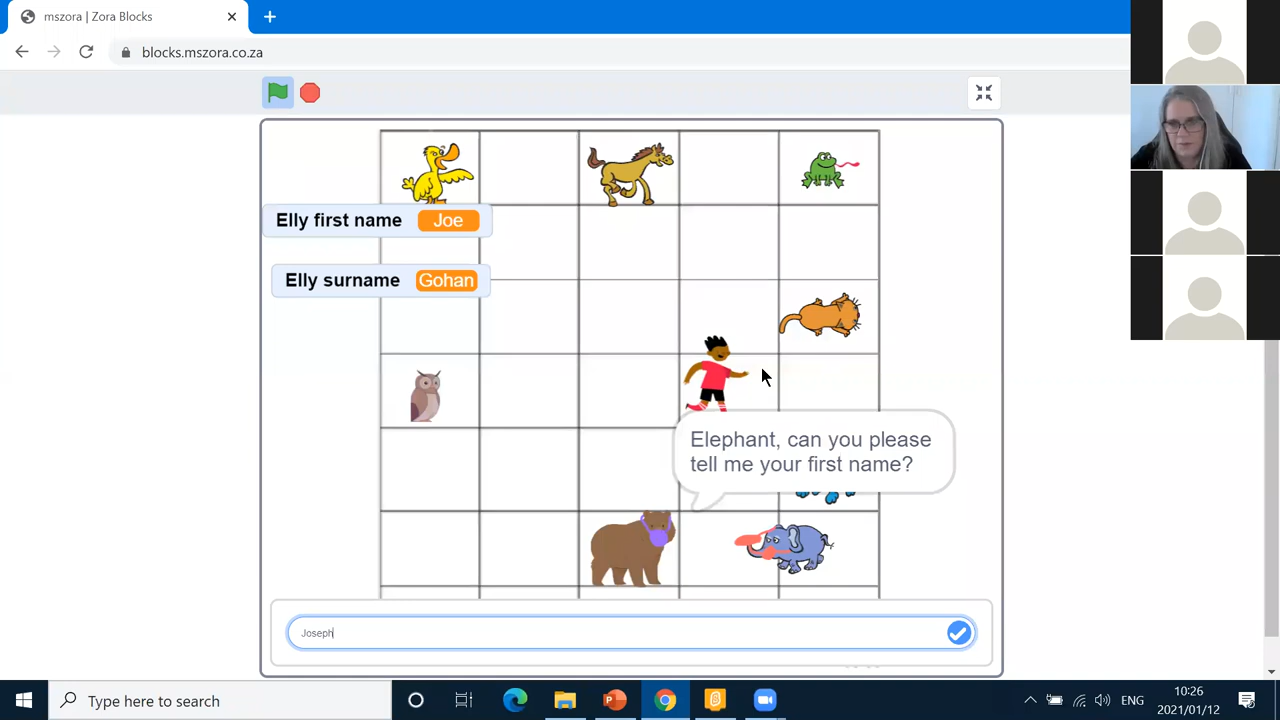 mszora | Zora Blocks
blocks.mszora.co.za
Elly first name Joe
Elly surname Gohan
Elephant, can you please
tell me your first name?
Joseph
Type here to search
ENG
10:26
2021/01/12